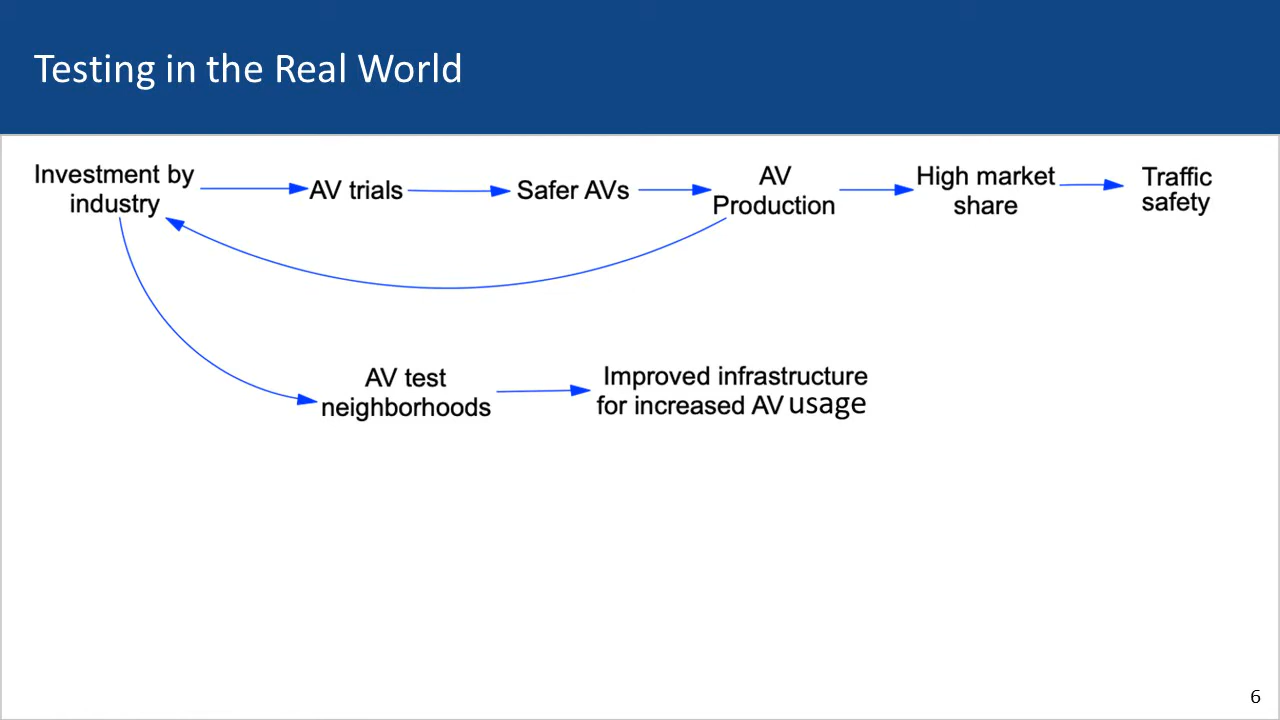 Testing in the Real World
Investment by
industry
AV trials
Safer AVs
AV
Production
High market
share
Traffic
safety
AV test
neighborhoods
Improved infrastructure
for increased AV usage
6